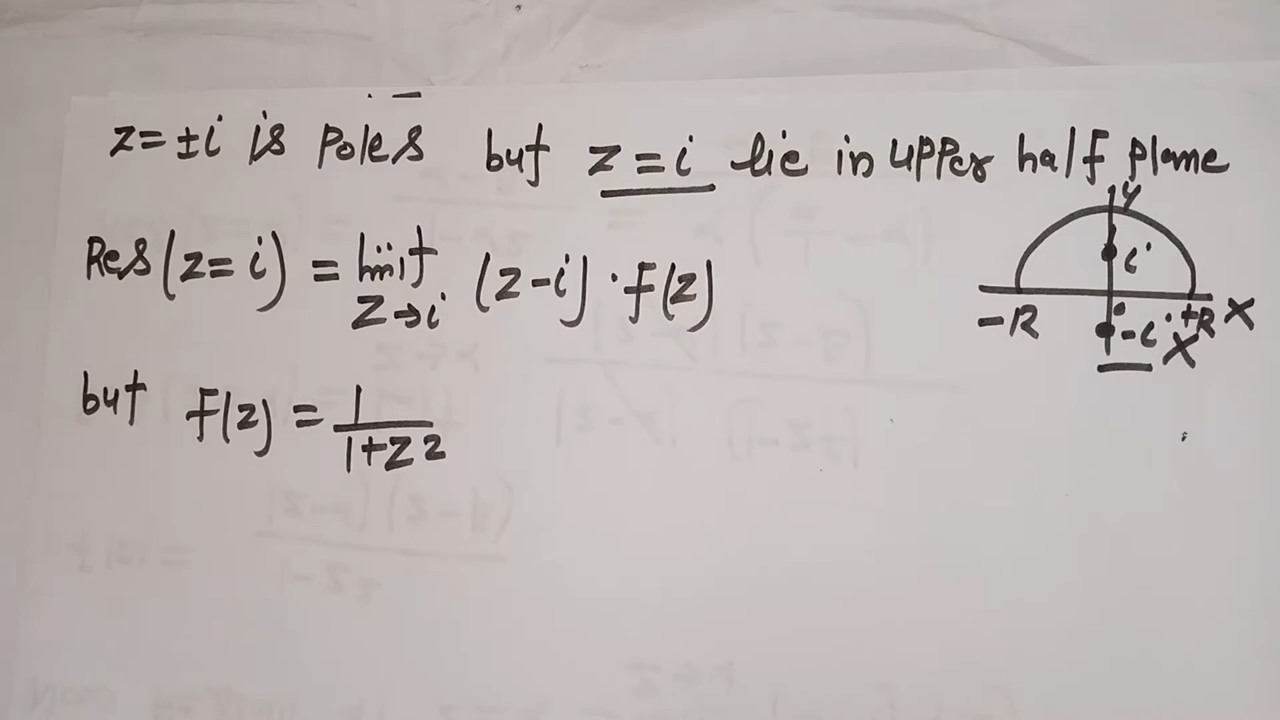 z = ±i is poles but z = i lie in upper half plane
y
i
-R -i +R X
X
Res(z = i) = limit (z - i) · f(z)
z → i
but f(z) = 1
1+z2